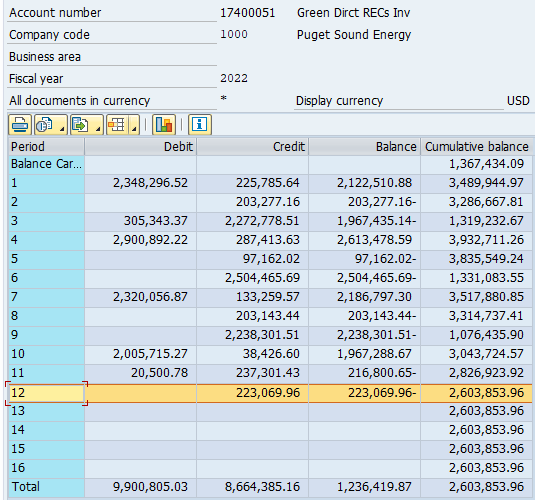 Account number 17400051 Green Dirct RECs Inv
Company code 1000 Puget Sound Energy
Business area
Fiscal year 2022
All documents in currency * Display currency USD
Period Debit Credit Balance Cumulative balance
Balance Car... 1,367,434.09
1 2,348,296.52 225,785.64 2,122,510.88 3,489,944.97
2 203,277.16 203,277.16- 3,286,667.81
3 305,343.37 2,272,778.51 1,967,435.14- 1,319,232.67
4 2,900,892.22 287,413.63 2,613,478.59 3,932,711.26
5 97,162.02 97,162.02- 3,835,549.24
6 2,504,465.69 2,504,465.69- 1,331,083.55
7 2,320,056.87 133,259.57 2,186,797.30 3,517,880.85
8 203,143.44 203,143.44- 3,314,737.41
9 2,238,301.51 2,238,301.51- 1,076,435.90
10 2,005,715.27 38,426.60 1,967,288.67 3,043,724.57
11 20,500.78 237,301.43 216,800.65- 2,826,923.92
12 223,069.96 223,069.96- 2,603,853.96
13 2,603,853.96
14 2,603,853.96
15 2,603,853.96
16 2,603,853.96
Total 9,900,805.03 8,664,385.16 1,236,419.87 2,603,853.96